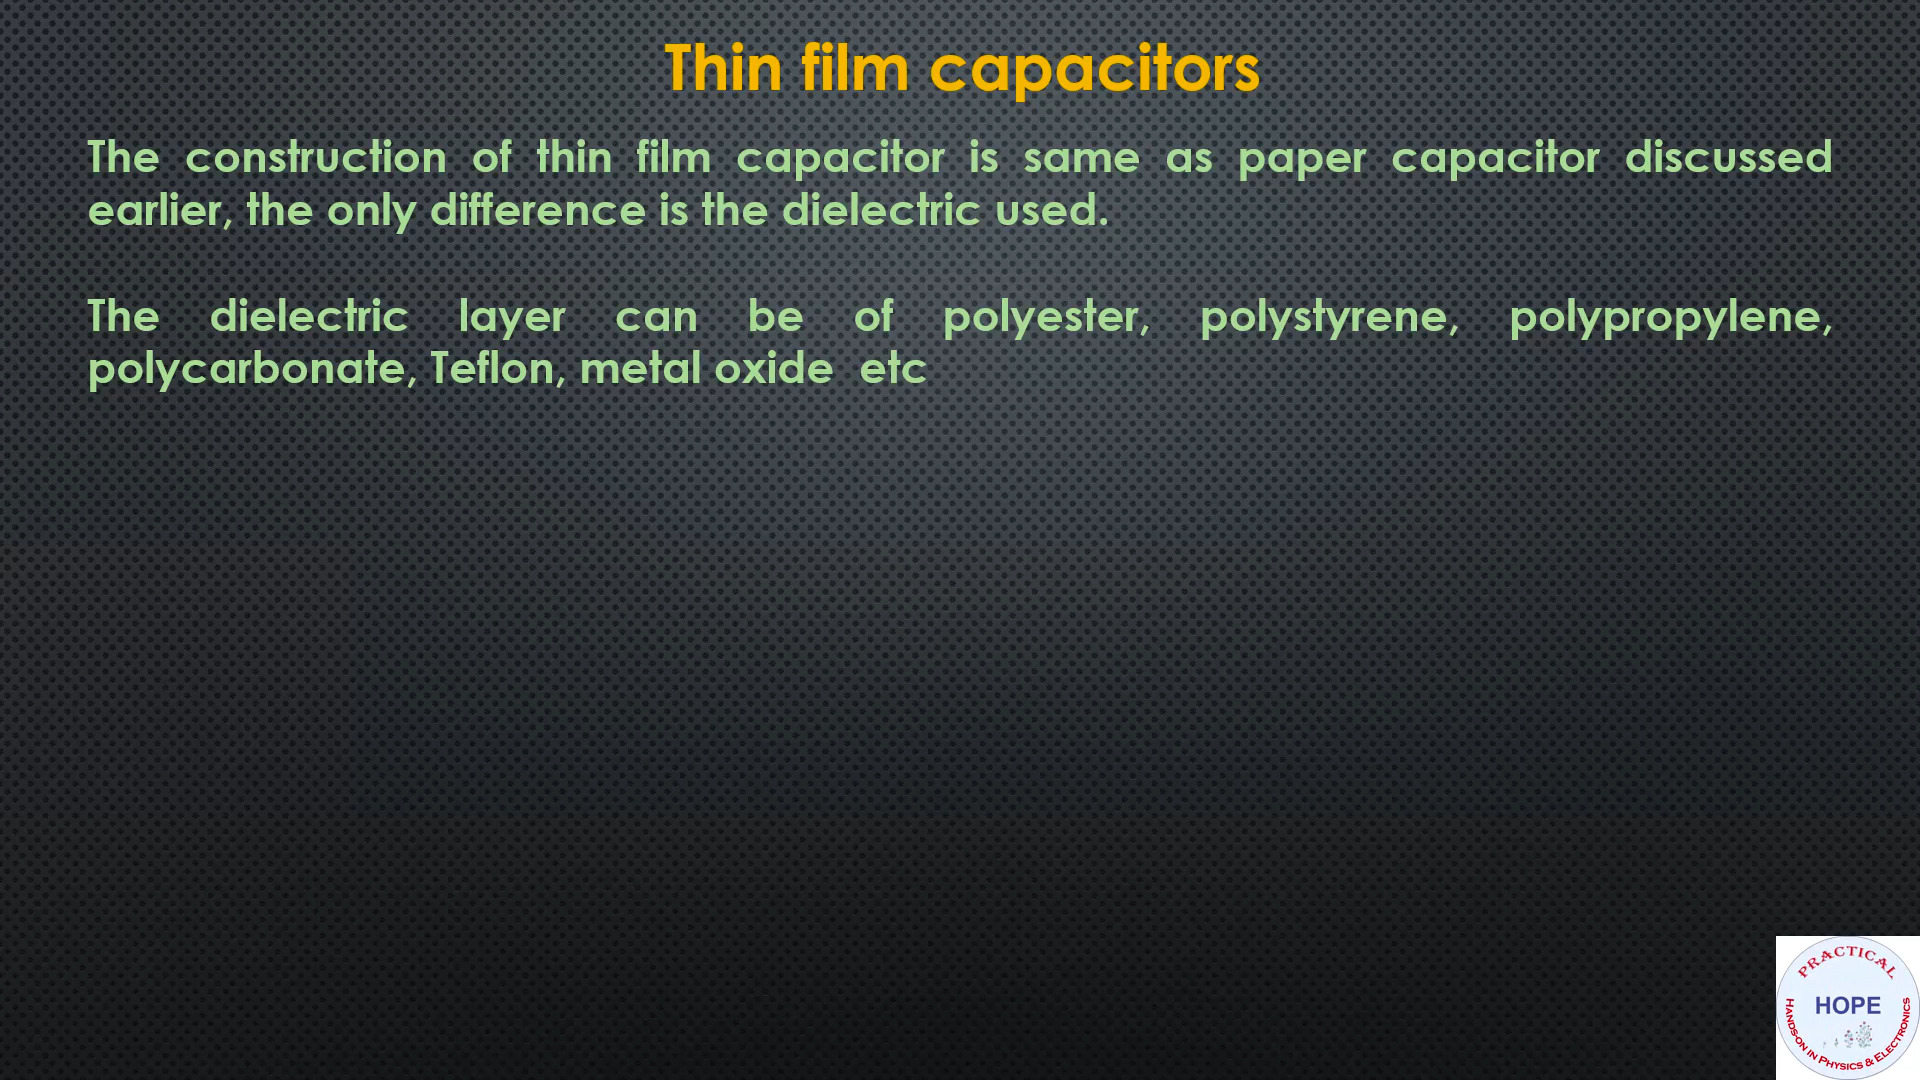 Thin film capacitors
The construction of thin film capacitor is same as paper capacitor discussed
earlier, the only difference is the dielectric used.
The dielectric layer can be of polyester, polystyrene, polypropylene,
polycarbonate, Teflon, metal oxide etc
PRACTICAL
HOPE
HANDS-ON IN PHYSICS & ELECTRONICS